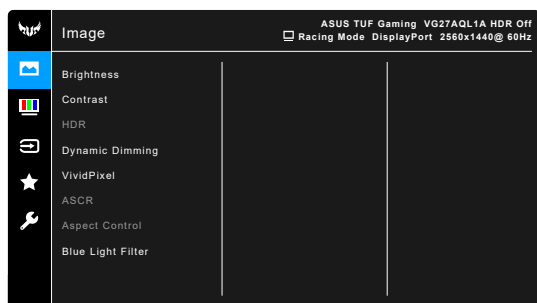 Image
ASUS TUF Gaming VG27AQL1A HDR Off
Racing Mode DisplayPort 2560x1440@ 60Hz
Brightness
Contrast
HDR
Dynamic Dimming
VividPixel
ASCR
Aspect Control
Blue Light Filter